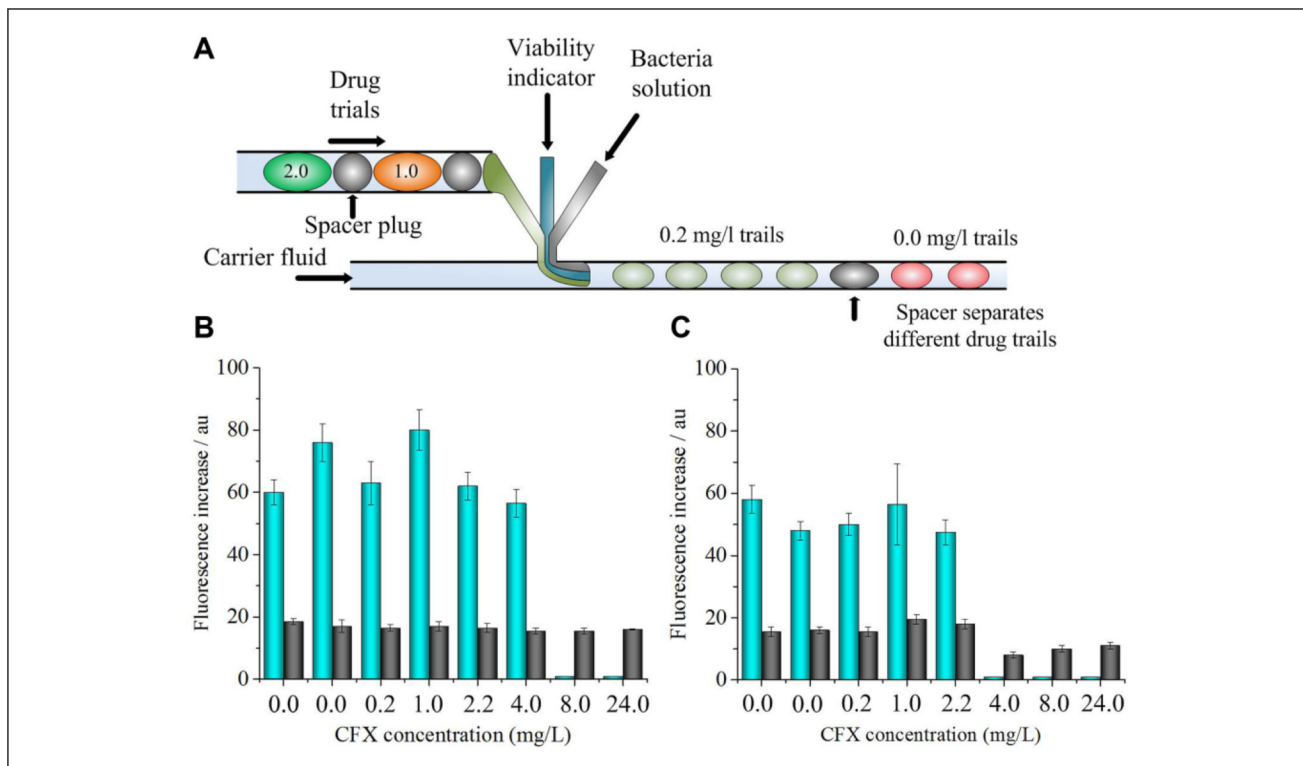 A
Drug
trials
Viability
indicator
Bacteria
solution
2.0
1.0
Spacer plug
Carrier fluid
0.2 mg/l trails
0.0 mg/l trails
Spacer separates
different drug trails
B
100
80
60
40
20
0
Fluorescence increase / au
0.0 0.0 0.2 1.0 2.2 4.0 8.0 24.0
CFX concentration (mg/L)
C
100
80
60
40
20
0
Fluorescence increase / au
0.0 0.0 0.2 1.0 2.2 4.0 8.0 24.0
CFX concentration (mg/L)